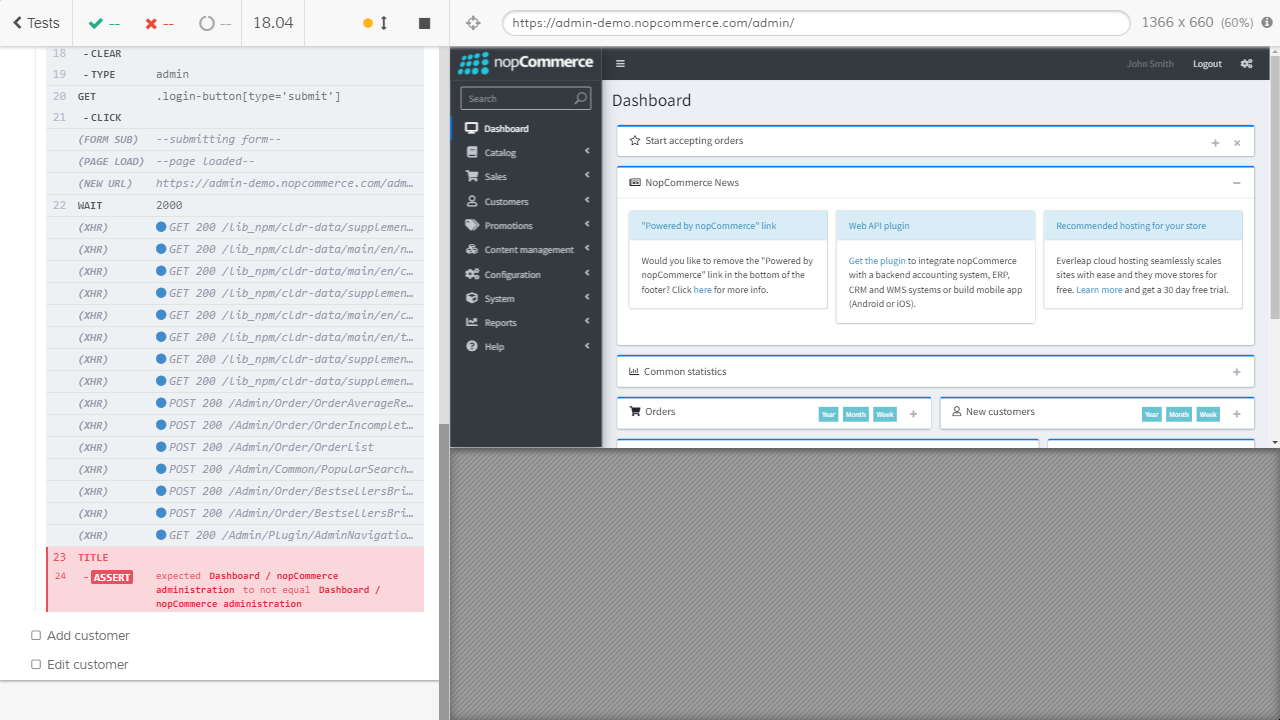 Tests
--
--
--
18.04
https://admin-demo.nopcommerce.com/admin/
1366 x 660 (60%)
18 -CLEAR
19 -TYPE admin
20 GET .login-button[type='submit']
21 -CLICK
(FORM SUB) --submitting form--
(PAGE LOAD) --page loaded--
(NEW URL) https://admin-demo.nopcommerce.com/adm…
22 WAIT 2000
(XHR) GET 200 /lib_npm/cldr-data/supplemen…
(XHR) GET 200 /lib_npm/cldr-data/main/en/n…
(XHR) GET 200 /lib_npm/cldr-data/main/en/c…
(XHR) GET 200 /lib_npm/cldr-data/supplemen…
(XHR) GET 200 /lib_npm/cldr-data/main/en/c…
(XHR) GET 200 /lib_npm/cldr-data/main/en/t…
(XHR) GET 200 /lib_npm/cldr-data/supplemen…
(XHR) GET 200 /lib_npm/cldr-data/supplemen…
(XHR) POST 200 /Admin/Order/OrderAverageRe…
(XHR) POST 200 /Admin/Order/OrderIncomplet…
(XHR) POST 200 /Admin/Order/OrderList
(XHR) POST 200 /Admin/Common/PopularSearch…
(XHR) POST 200 /Admin/Order/BestsellersBri…
(XHR) POST 200 /Admin/Order/BestsellersBri…
(XHR) GET 200 /Admin/Plugin/AdminNavigatio…
23 TITLE
24 -ASSERT expected Dashboard / nopCommerce
administration to not equal Dashboard /
nopCommerce administration
Add customer
Edit customer
nopCommerce
John Smith
Logout
Search
Dashboard
Catalog
Sales
Customers
Promotions
Content management
Configuration
System
Reports
Help
Dashboard
Start accepting orders
NopCommerce News
"Powered by nopCommerce" link
Would you like to remove the "Powered by
nopCommerce" link in the bottom of the
footer? Click here for more info.
Web API plugin
Get the plugin to integrate nopCommerce
with a backend accounting system, ERP,
CRM and WMS systems or build mobile app
(Android or iOS).
Recommended hosting for your store
Everleap cloud hosting seamlessly scales
sites with ease and they move stores for
free. Learn more and get a 30 day free trial.
Common statistics
Orders
Year Month Week
New customers
Year Month Week